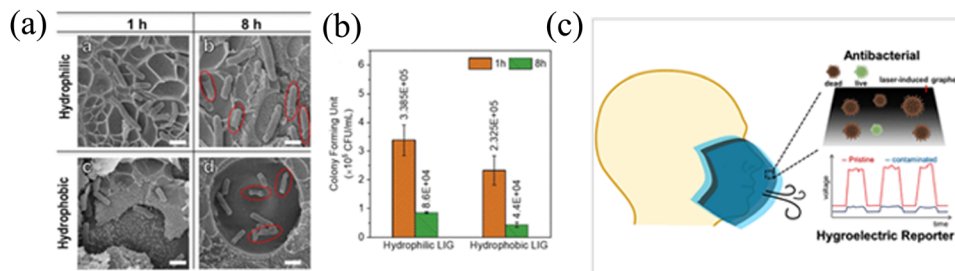 (a)
1 h
8 h
Hydrophilic
Hydrophobic
a
b
c
d
(b)
Colony Forming Unit
(×10⁵ CFU/mL)
6
5
4
3
2
1
0
1h
8h
3.385E+05
8.6E+04
2.325E+05
4.4E+04
Hydrophilic LIG
Hydrophobic LIG
(c)
Antibacterial
dead
live
laser-induced graphe
– Pristine
– contaminated
voltage
time
Hygroelectric Reporter